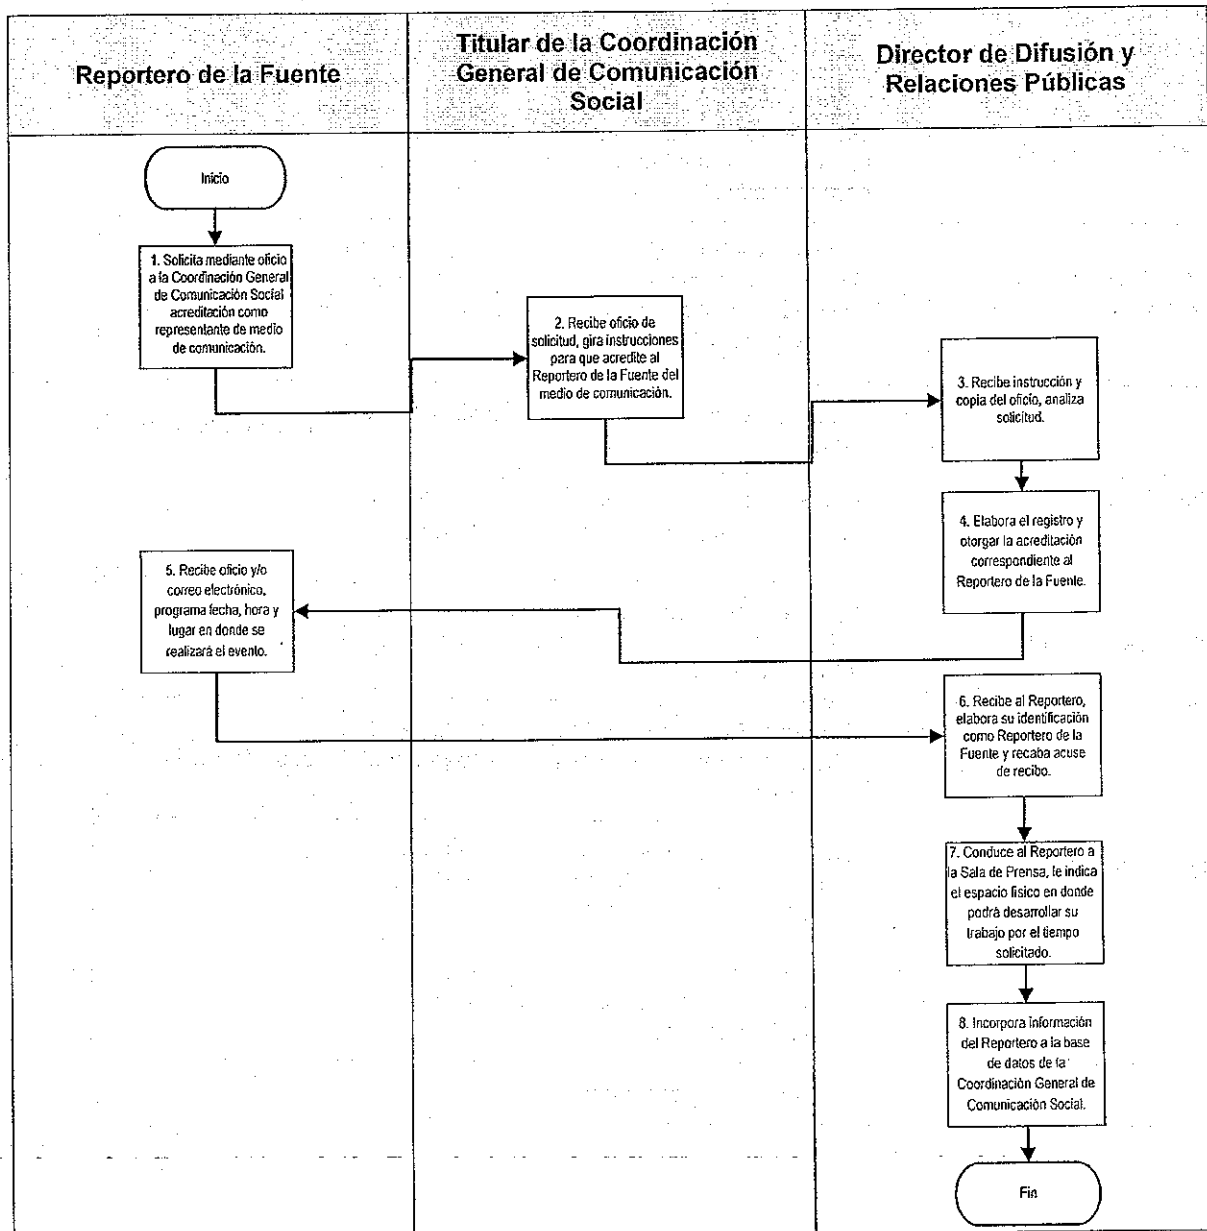 Reportero de la Fuente
Titular de la Coordinación
General de Comunicación
Social
Director de Difusión y
Relaciones Públicas
Inicio
1. Solicita mediante oficio
a la Coordinación General
de Comunicación Social
acreditación como
representante de medio
de comunicación.
2. Recibe oficio de
solicitud, gira instrucciones
para que acredite al
Reportero de la Fuente del
medio de comunicación.
3. Recibe instrucción y
copia del oficio, analiza
solicitud.
4. Elabora el registro y
otorgar la acreditación
correspondiente al
Reportero de la Fuente.
5. Recibe oficio y/o
correo electrónico,
programa fecha, hora y
lugar en donde se
realizará el evento.
6. Recibe al Reportero,
elabora su identificación
como Reportero de la
Fuente y recaba acuse
de recibo.
7. Conduce al Reportero a
la Sala de Prensa, le indica
el espacio físico en donde
podrá desarrollar su
trabajo por el tiempo
solicitado.
8. Incorpora información
del Reportero a la base
de datos de la
Coordinación General de
Comunicación Social.
Fin